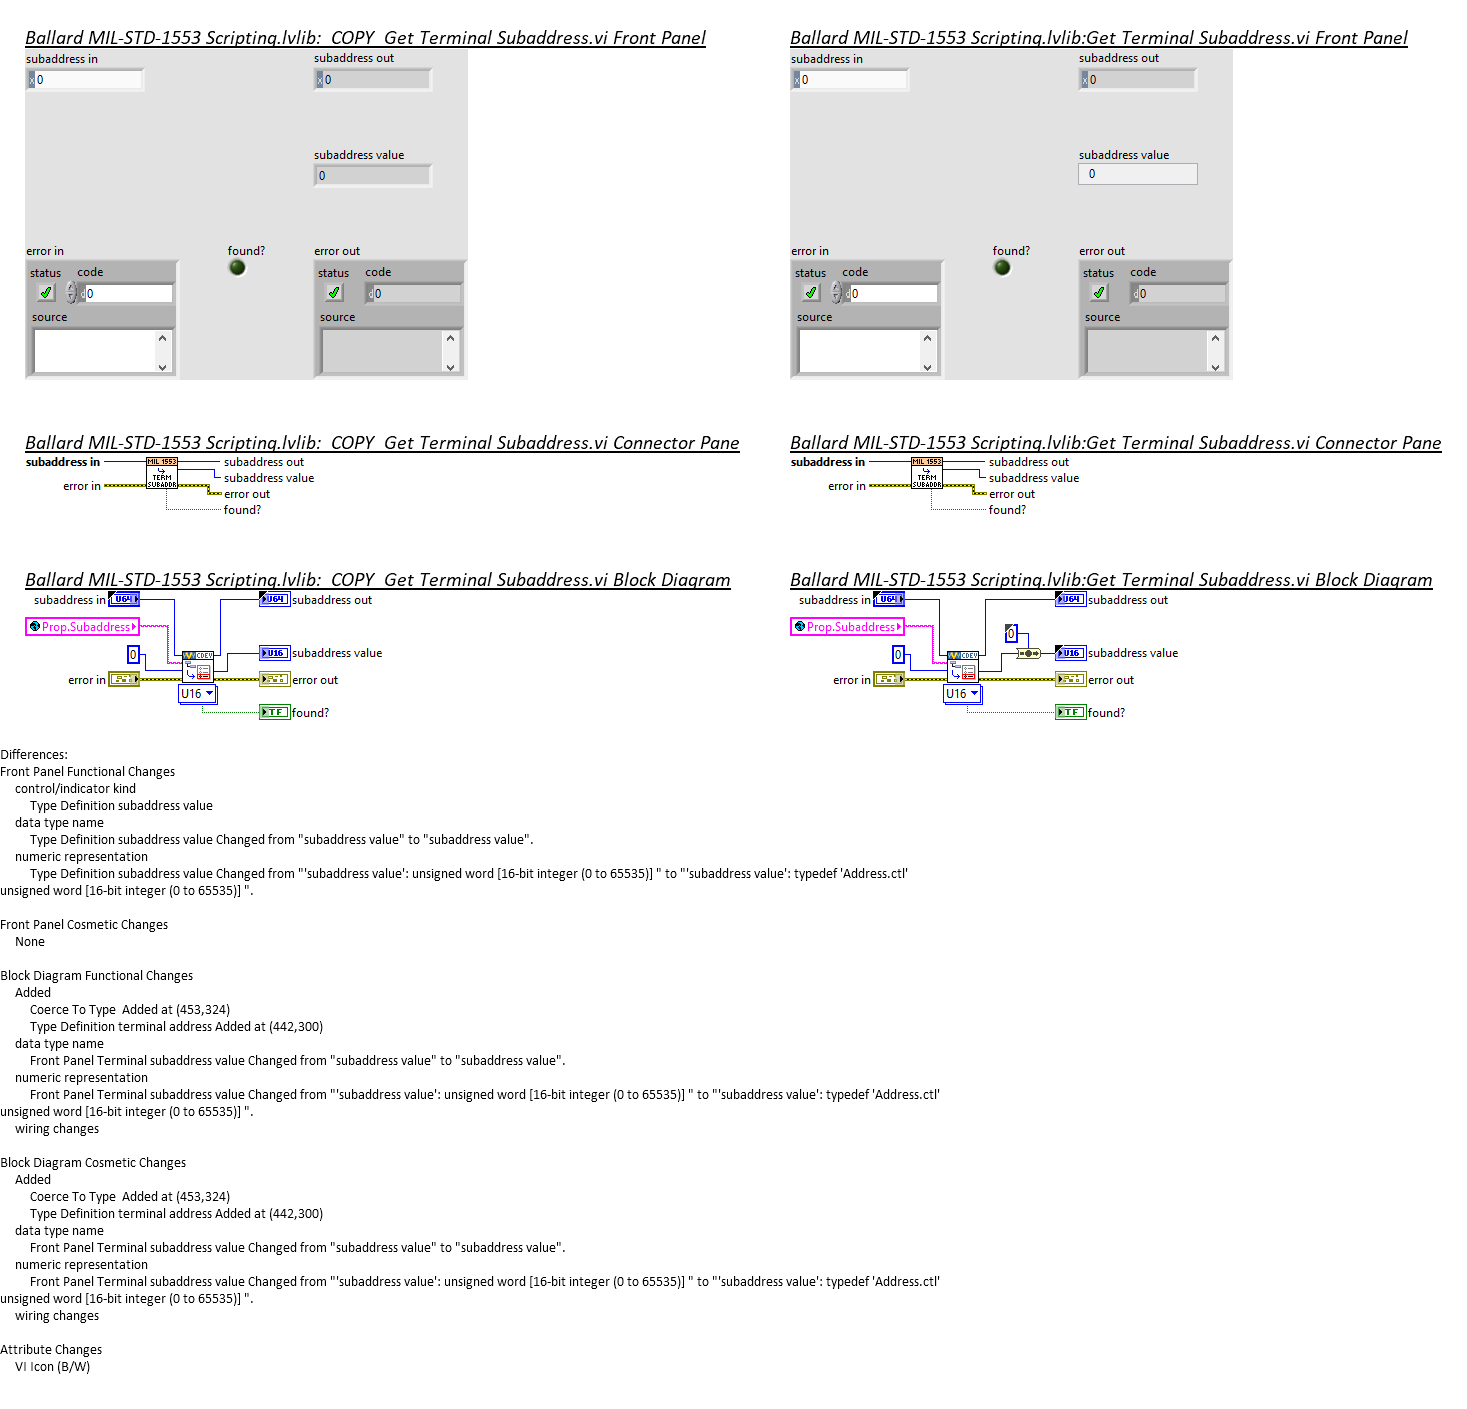 Ballard MIL-STD-1553 Scripting.lvlib:_COPY_Get Terminal Subaddress.vi Front Panel
subaddress in
subaddress out
x 0
x 0
subaddress value
0
error in
found?
error out
status
code
status
code
d 0
d 0
source
source
Ballard MIL-STD-1553 Scripting.lvlib:Get Terminal Subaddress.vi Front Panel
subaddress in
subaddress out
x 0
x 0
subaddress value
0
error in
found?
error out
status
code
status
code
d 0
d 0
source
source
Ballard MIL-STD-1553 Scripting.lvlib:_COPY_Get Terminal Subaddress.vi Connector Pane
subaddress in
MIL 1553
TERM
SUBADDR
subaddress out
subaddress value
error in
error out
found?
Ballard MIL-STD-1553 Scripting.lvlib:Get Terminal Subaddress.vi Connector Pane
subaddress in
MIL 1553
TERM
SUBADDR
subaddress out
subaddress value
error in
error out
found?
Ballard MIL-STD-1553 Scripting.lvlib:_COPY_Get Terminal Subaddress.vi Block Diagram
subaddress in
U64
U64
subaddress out
Prop.Subaddress
0
CDEV
U16
subaddress value
error in
error out
U16
TF
found?
Ballard MIL-STD-1553 Scripting.lvlib:Get Terminal Subaddress.vi Block Diagram
subaddress in
U64
U64
subaddress out
Prop.Subaddress
0
0
CDEV
U16
subaddress value
error in
error out
U16
TF
found?
Differences:
Front Panel Functional Changes
control/indicator kind
Type Definition subaddress value
data type name
Type Definition subaddress value Changed from "subaddress value" to "subaddress value".
numeric representation
Type Definition subaddress value Changed from "'subaddress value': unsigned word [16-bit integer (0 to 65535)] " to "'subaddress value': typedef 'Address.ctl'
unsigned word [16-bit integer (0 to 65535)] ".
Front Panel Cosmetic Changes
None
Block Diagram Functional Changes
Added
Coerce To Type  Added at (453,324)
Type Definition terminal address Added at (442,300)
data type name
Front Panel Terminal subaddress value Changed from "subaddress value" to "subaddress value".
numeric representation
Front Panel Terminal subaddress value Changed from "'subaddress value': unsigned word [16-bit integer (0 to 65535)] " to "'subaddress value': typedef 'Address.ctl'
unsigned word [16-bit integer (0 to 65535)] ".
wiring changes
Block Diagram Cosmetic Changes
Added
Coerce To Type  Added at (453,324)
Type Definition terminal address Added at (442,300)
data type name
Front Panel Terminal subaddress value Changed from "subaddress value" to "subaddress value".
numeric representation
Front Panel Terminal subaddress value Changed from "'subaddress value': unsigned word [16-bit integer (0 to 65535)] " to "'subaddress value': typedef 'Address.ctl'
unsigned word [16-bit integer (0 to 65535)] ".
wiring changes
Attribute Changes
VI Icon (B/W)